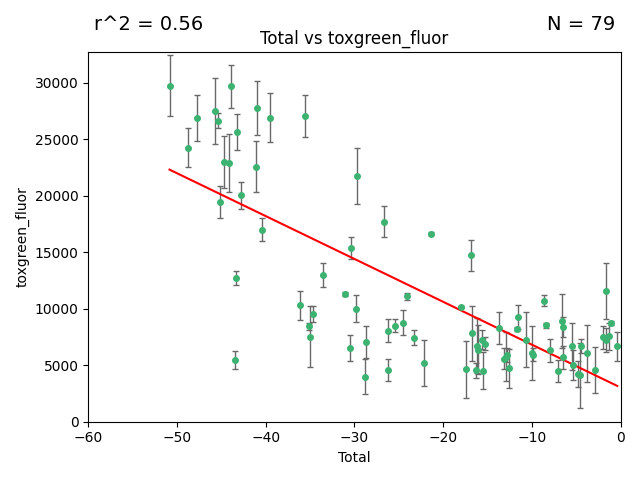 r^2 = 0.56
N = 79
Total vs toxgreen_fluor
toxgreen_fluor
30000
25000
20000
15000
10000
5000
0
−60
−50
−40
−30
−20
−10
0
Total